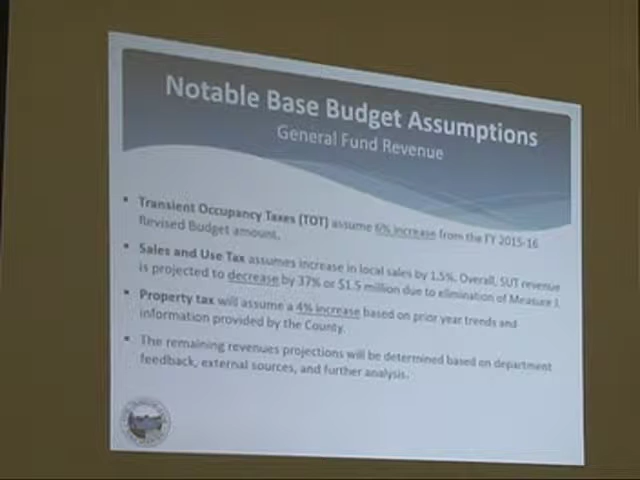 Notable Base Budget Assumptions
General Fund Revenue
• Transient Occupancy Taxes (TOT) assume 6% increase from the FY 2015-16
Revised Budget amount.
• Sales and Use Tax assumes increase in local sales by 1.5%. Overall, SUT revenue
is projected to decrease by 37% or $1.5 million due to elimination of Measure J.
• Property tax will assume a 4% increase based on prior year trends and
information provided by the County.
• The remaining revenues projections will be determined based on department
feedback, external sources, and further analysis.